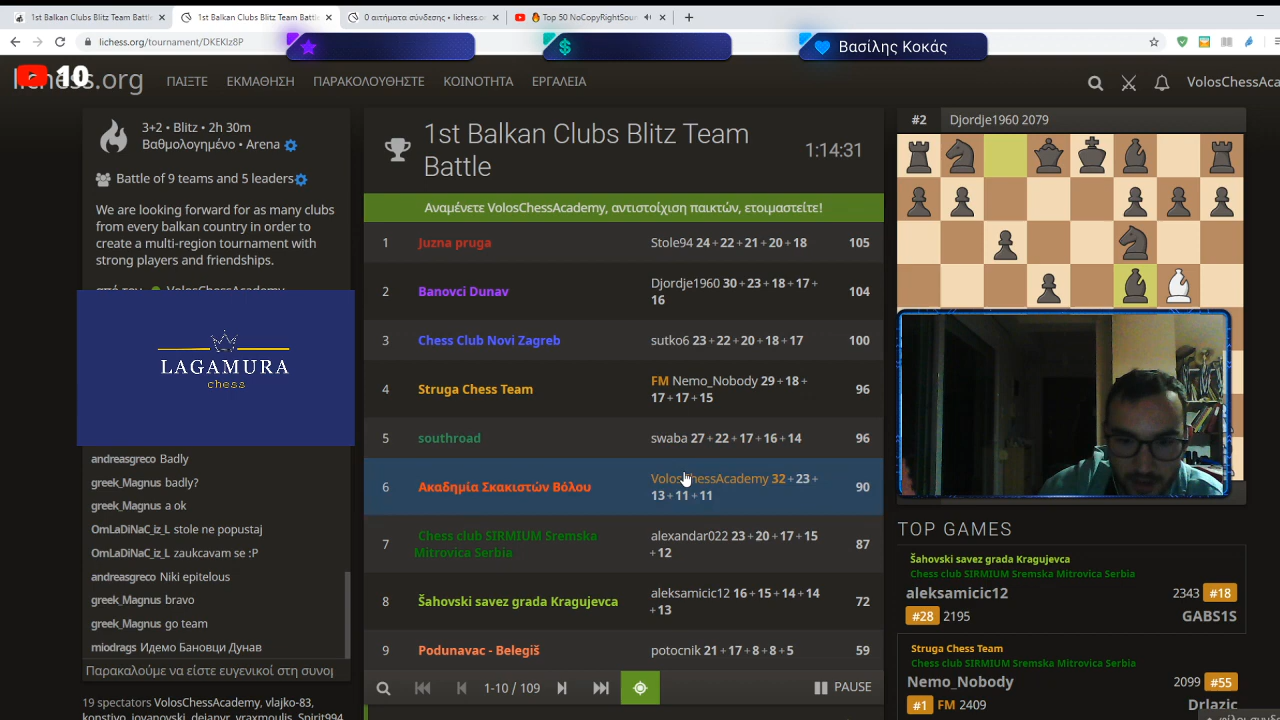 1st Balkan Clubs Blitz Team Battle
1st Balkan Clubs Blitz Team Battle
0 αιτήματα σύνδεσης • lichess.o
Top 50 NoCopyRightSoun
lichess.org/tournament/DKEKlz8P
$
Βασίλης Κοκάς
10
lichess.org
ΠΑΙΞΤΕ
ΕΚΜΑΘΗΣΗ
ΠΑΡΑΚΟΛΟΥΘΗΣΤΕ
ΚΟΙΝΟΤΗΤΑ
ΕΡΓΑΛΕΙΑ
VolosChessAca
3+2 • Blitz • 2h 30m
Βαθμολογημένο • Arena
Battle of 9 teams and 5 leaders
We are looking forward for as many clubs
from every balkan country in order to
create a multi-region tournament with
strong players and friendships.
από τον VolosChessAcademy
LAGAMURA
chess
andreasgreco Badly
greek_Magnus badly?
greek_Magnus a ok
OmLaDiNaC_iz_L stole ne popustaj
OmLaDiNaC_iz_L zaukcavam se :P
andreasgreco Niki epitelous
greek_Magnus bravo
greek_Magnus go team
miodrags Идемо Бановци Дунав
Παρακαλούμε να είστε ευγενικοί στη συνομ
19 spectators VolosChessAcademy, vlajko-83,
1st Balkan Clubs Blitz Team
Battle
1:14:31
Αναμένετε VolosChessAcademy, αντιστοίχιση παικτών, ετοιμαστείτε!
1 Juzna pruga Stole94 24+22+21+20+18 105
2 Banovci Dunav Djordje1960 30+23+18+17+
16 104
3 Chess Club Novi Zagreb sutko6 23+22+20+18+17 100
4 Struga Chess Team FM Nemo_Nobody 29+18+
17+17+15 96
5 southroad swaba 27+22+17+16+14 96
6 Ακαδημία Σκακιστών Βόλου VolosChessAcademy 32+23+
13+11+11 90
7 Chess club SIRMIUM Sremska
Mitrovica Serbia alexandar022 23+20+17+15
+12 87
8 Šahovski savez grada Kragujevca aleksamicic12 16+15+14+14
+13 72
9 Podunavac - Belegiš potocnik 21+17+8+8+5 59
1-10 / 109
PAUSE
#2 Djordje1960 2079
TOP GAMES
Šahovski savez grada Kragujevca
Chess club SIRMIUM Sremska Mitrovica Serbia
aleksamicic12 2343 #18
#28 2195 GABS1S
Struga Chess Team
Chess club SIRMIUM Sremska Mitrovica Serbia
Nemo_Nobody 2099 #55
#1 FM 2409 Drlazic